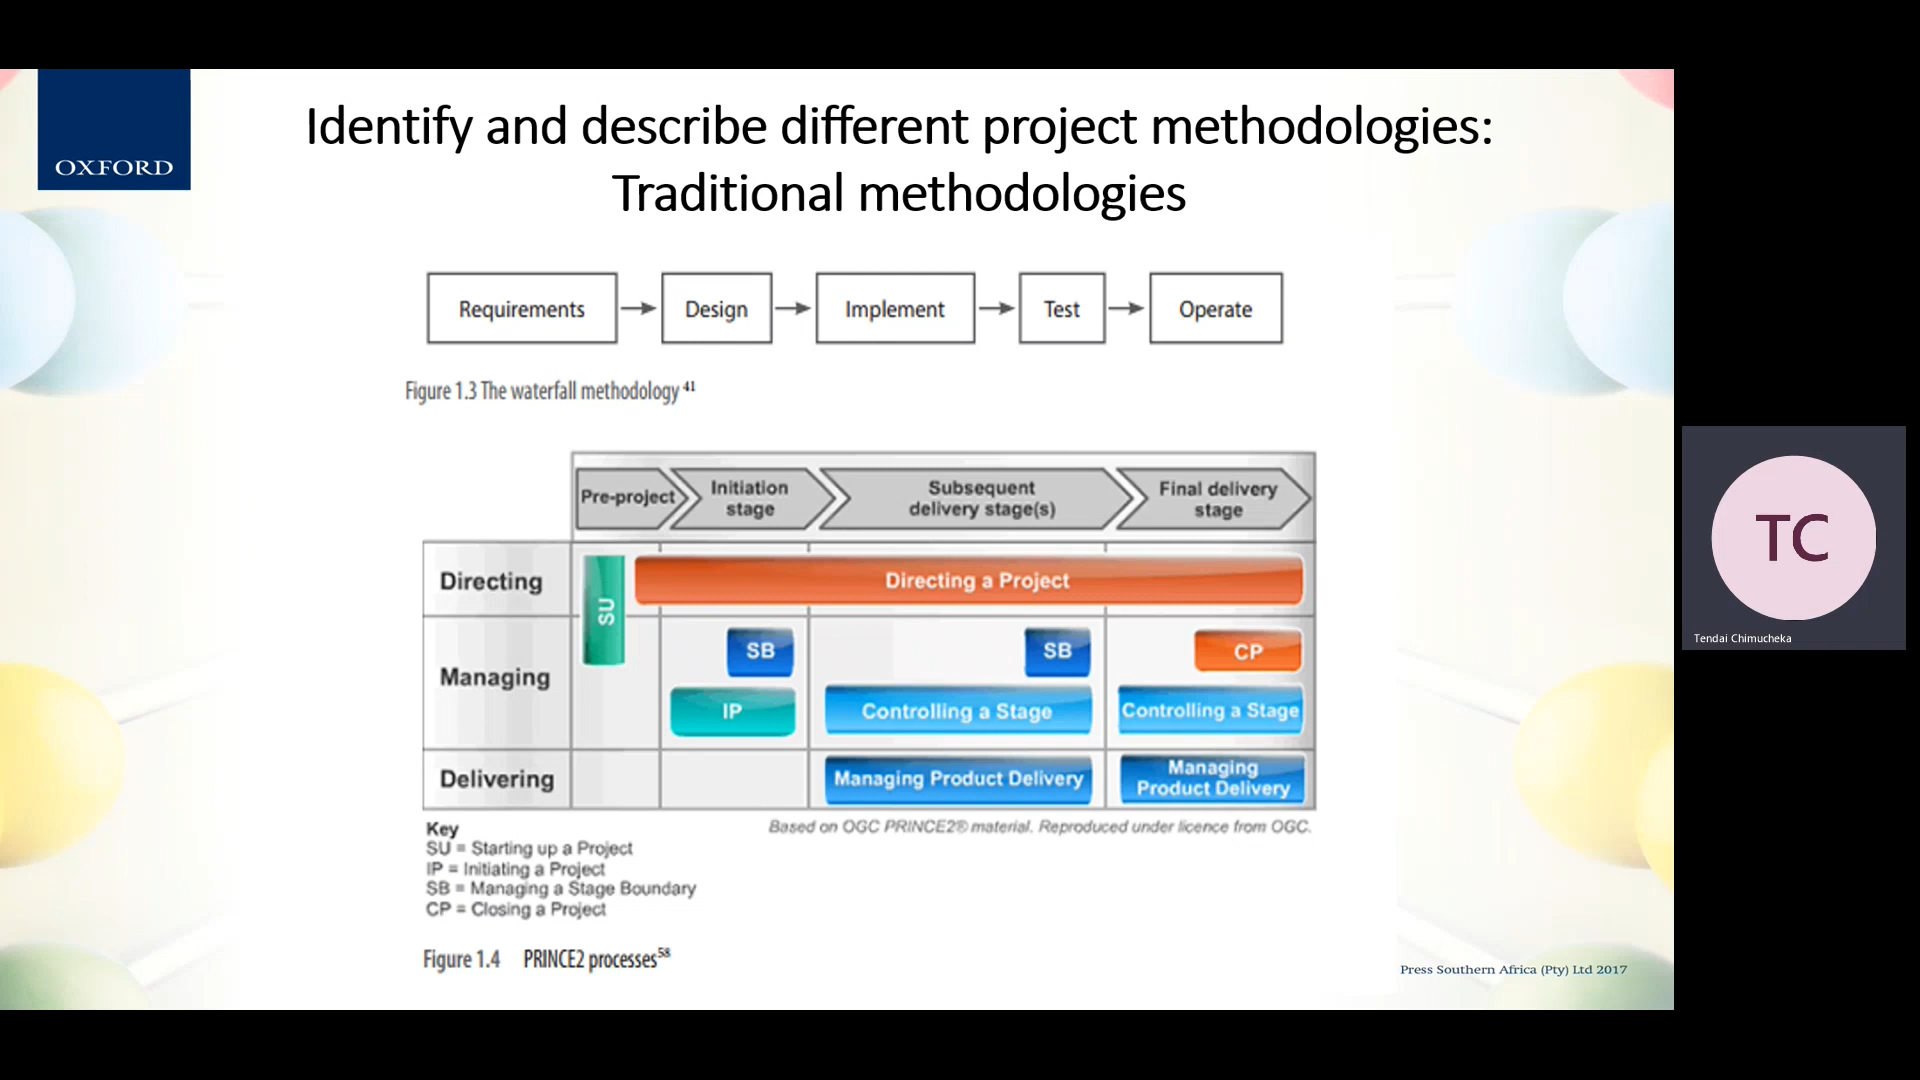 OXFORD
Identify and describe different project methodologies:
Traditional methodologies
Requirements Design Implement Test Operate
Figure 1.3 The waterfall methodology 41
Pre-project Initiation stage Subsequent delivery stage(s) Final delivery stage
Directing SU Directing a Project
Managing SB SB CP
IP Controlling a Stage Controlling a Stage
Delivering Managing Product Delivery Managing Product Delivery
Based on OGC PRINCE2® material. Reproduced under licence from OGC.
Key
SU = Starting up a Project
IP = Initiating a Project
SB = Managing a Stage Boundary
CP = Closing a Project
Figure 1.4 PRINCE2 processes58
Press Southern Africa (Pty) Ltd 2017
TC
Tendai Chimucheka